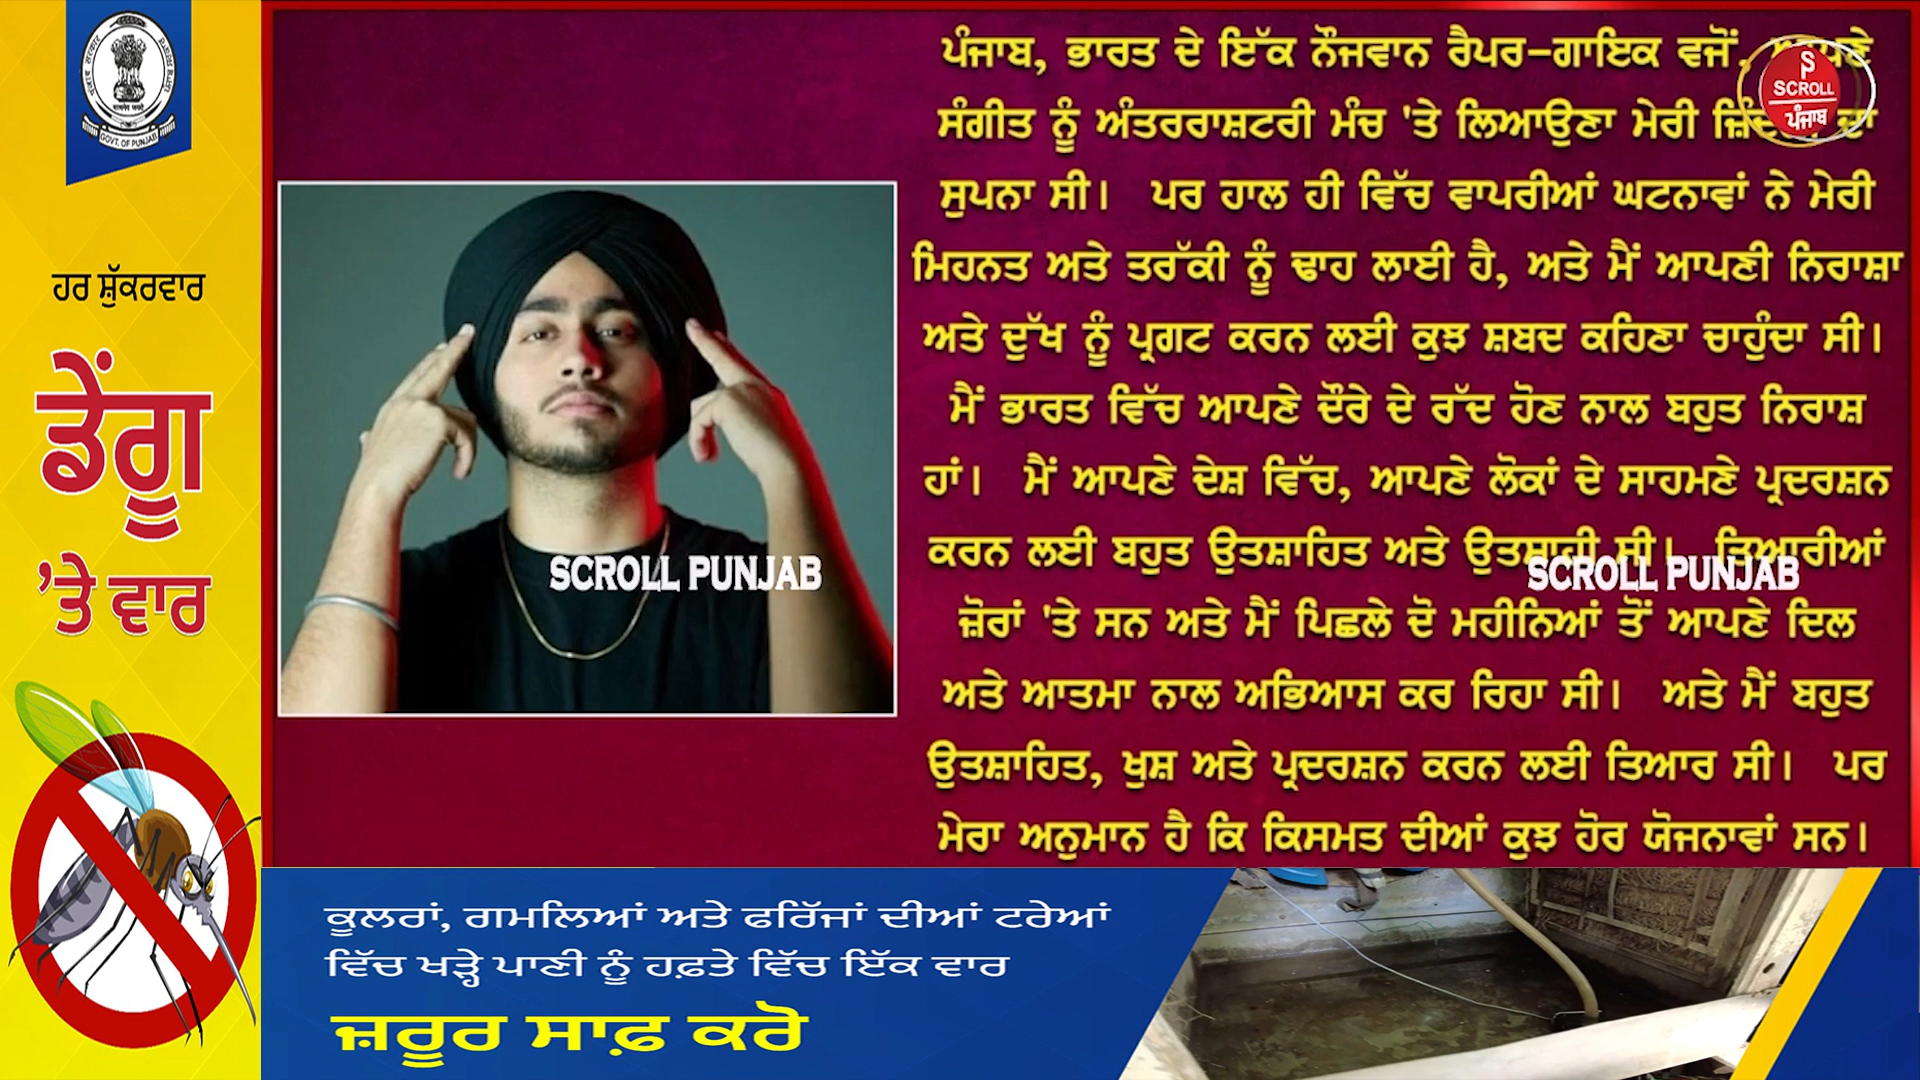 ਪੰਜਾਬ ਸਰਕਾਰ
GOVT. OF PUNJAB
ਹਰ ਸ਼ੁੱਕਰਵਾਰ
ਡੇਂਗੂ
’ਤੇ ਵਾਰ
ਪੰਜਾਬ, ਭਾਰਤ ਦੇ ਇੱਕ ਨੌਜਵਾਨ ਰੈਪਰ-ਗਾਇਕ ਵਜੋਂ,
ਸੰਗੀਤ ਨੂੰ ਅੰਤਰਰਾਸ਼ਟਰੀ ਮੰਚ 'ਤੇ ਲਿਆਉਣਾ ਮੇਰੀ ਦਾ
ਸੁਪਨਾ ਸੀ। ਪਰ ਹਾਲ ਹੀ ਵਿੱਚ ਵਾਪਰੀਆਂ ਘਟਨਾਵਾਂ ਨੇ ਮੇਰੀ
ਮਿਹਨਤ ਅਤੇ ਤਰੱਕੀ ਨੂੰ ਢਾਹ ਲਾਈ ਹੈ, ਅਤੇ ਮੈਂ ਆਪਣੀ ਨਿਰਾਸ਼ਾ
ਅਤੇ ਦੁੱਖ ਨੂੰ ਪ੍ਰਗਟ ਕਰਨ ਲਈ ਕੁਝ ਸ਼ਬਦ ਕਹਿਣਾ ਚਾਹੁੰਦਾ ਸੀ।
ਮੈਂ ਭਾਰਤ ਵਿੱਚ ਆਪਣੇ ਦੌਰੇ ਦੇ ਰੱਦ ਹੋਣ ਨਾਲ ਬਹੁਤ ਨਿਰਾਸ਼
ਹਾਂ। ਮੈਂ ਆਪਣੇ ਦੇਸ਼ ਵਿੱਚ, ਆਪਣੇ ਲੋਕਾਂ ਦੇ ਸਾਹਮਣੇ ਪ੍ਰਦਰਸ਼ਨ
ਕਰਨ ਲਈ ਬਹੁਤ ਉਤਸ਼ਾਹਿਤ ਅਤੇ ਉਤਸ਼ਾਹੀ ਸੀ। ਤਿਆਰੀਆਂ
ਜ਼ੋਰਾਂ 'ਤੇ ਸਨ ਅਤੇ ਮੈਂ ਪਿਛਲੇ ਦੋ ਮਹੀਨਿਆਂ ਤੋਂ ਆਪਣੇ ਦਿਲ
ਅਤੇ ਆਤਮਾ ਨਾਲ ਅਭਿਆਸ ਕਰ ਰਿਹਾ ਸੀ। ਅਤੇ ਮੈਂ ਬਹੁਤ
ਉਤਸ਼ਾਹਿਤ, ਖੁਸ਼ ਅਤੇ ਪ੍ਰਦਰਸ਼ਨ ਕਰਨ ਲਈ ਤਿਆਰ ਸੀ। ਪਰ
ਮੇਰਾ ਅਨੁਮਾਨ ਹੈ ਕਿ ਕਿਸਮਤ ਦੀਆਂ ਕੁਝ ਹੋਰ ਯੋਜਨਾਵਾਂ ਸਨ।
SP
SCROLL
ਪੰਜਾਬ
SCROLL PUNJAB
SCROLL PUNJAB
ਕੂਲਰਾਂ, ਗਮਲਿਆਂ ਅਤੇ ਫਰਿੱਜਾਂ ਦੀਆਂ ਟਰੇਆਂ
ਵਿੱਚ ਖੜ੍ਹੇ ਪਾਣੀ ਨੂੰ ਹਫ਼ਤੇ ਵਿੱਚ ਇੱਕ ਵਾਰ
ਜ਼ਰੂਰ ਸਾਫ਼ ਕਰੋ